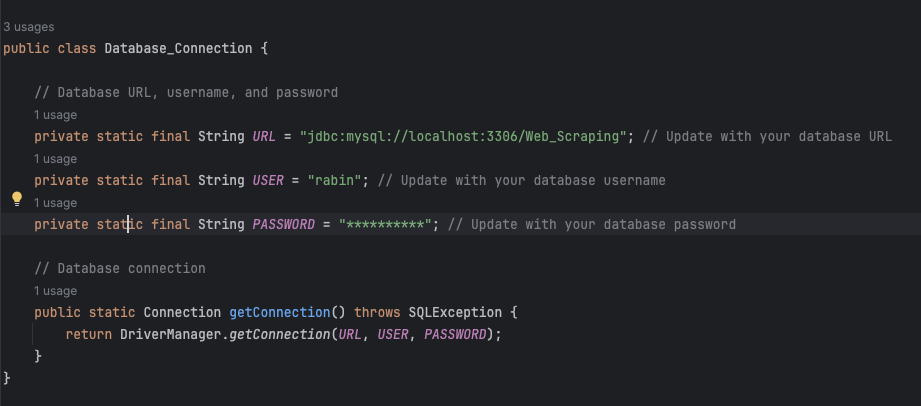 3 usages
public class Database_Connection {
// Database URL, username, and password
1 usage
private static final String URL = "jdbc:mysql://localhost:3306/Web_Scraping"; // Update with your database URL
1 usage
private static final String USER = "rabin"; // Update with your database username
1 usage
private static final String PASSWORD = "**********"; // Update with your database password
// Database connection
1 usage
public static Connection getConnection() throws SQLException {
return DriverManager.getConnection(URL, USER, PASSWORD);
}
}